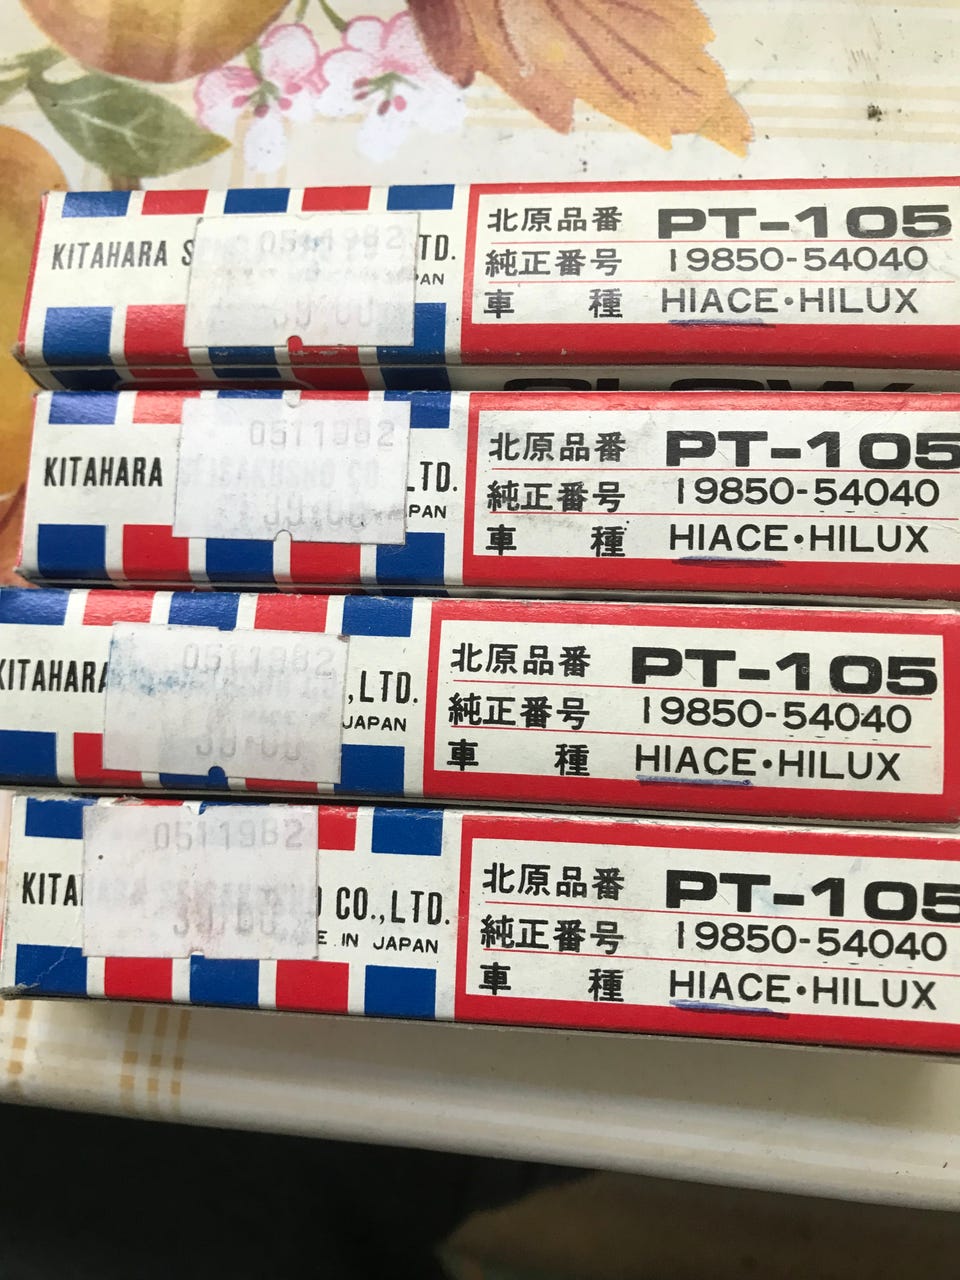 KITAHARA
0511982
LTD.
北原品番 PT-105
純正番号 19850-54040
車 種 HIACE・HILUX
KITAHARA SEISAKUSHO CO. LTD.
0511982
北原品番 PT-105
純正番号 19850-54040
車 種 HIACE・HILUX
KITAHARA
0511982
,LTD.
JAPAN
北原品番 PT-105
純正番号 19850-54040
車 種 HIACE・HILUX
0511982
CO.,LTD.
IN JAPAN
北原品番 PT-105
純正番号 19850-54040
車 種 HIACE・HILUX